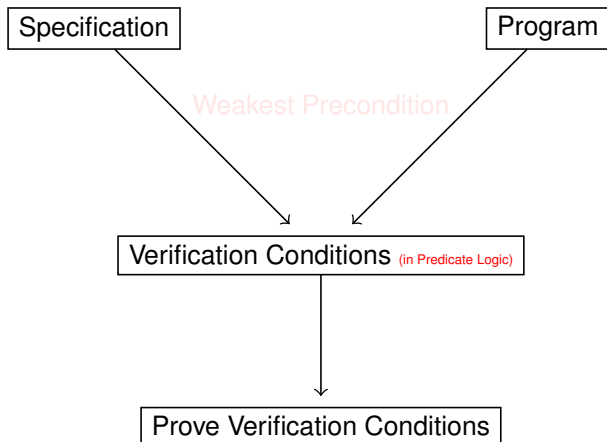 Specification
Program
Weakest Precondition
Verification Conditions (in Predicate Logic)
Prove Verification Conditions